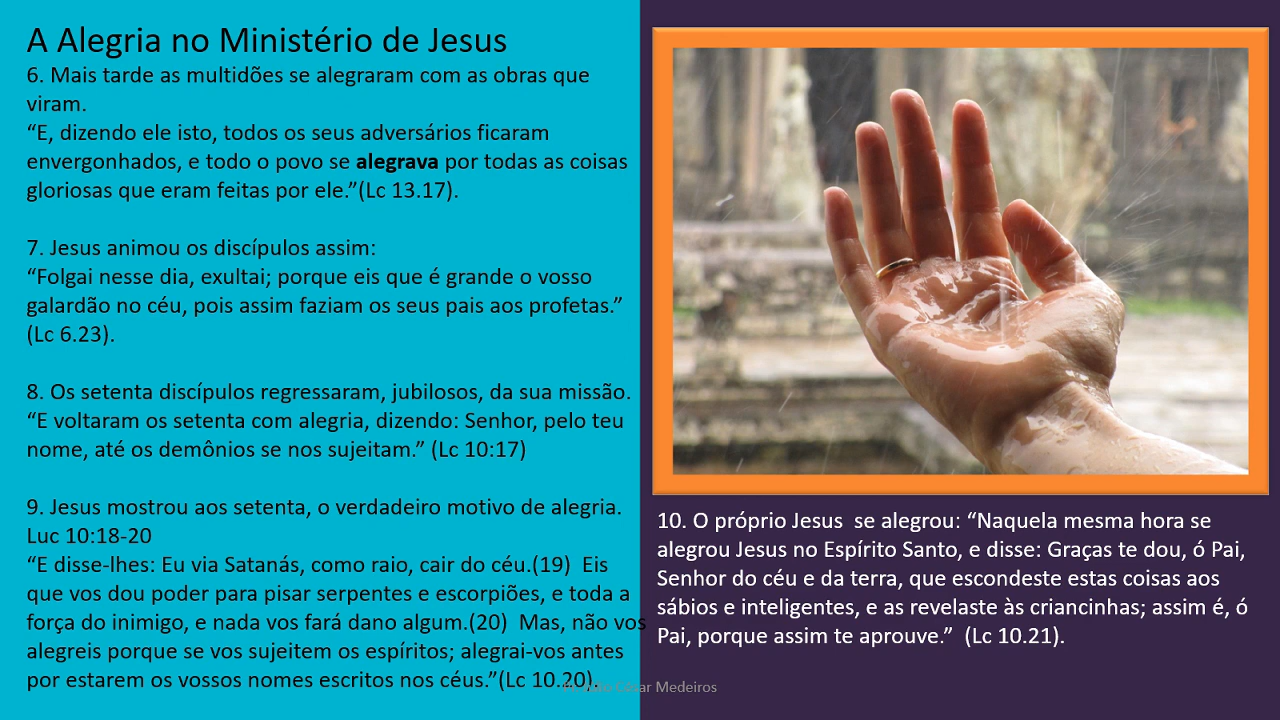 A Alegria no Ministério de Jesus
6. Mais tarde as multidões se alegraram com as obras que
viram.
“E, dizendo ele isto, todos os seus adversários ficaram
envergonhados, e todo o povo se alegrava por todas as coisas
gloriosas que eram feitas por ele.”(Lc 13.17).
7. Jesus animou os discípulos assim:
“Folgai nesse dia, exultai; porque eis que é grande o vosso
galardão no céu, pois assim faziam os seus pais aos profetas.”
(Lc 6.23).
8. Os setenta discípulos regressaram, jubilosos, da sua missão.
“E voltaram os setenta com alegria, dizendo: Senhor, pelo teu
nome, até os demônios se nos sujeitam.” (Lc 10:17)
9. Jesus mostrou aos setenta, o verdadeiro motivo de alegria.
Luc 10:18-20
“E disse-lhes: Eu via Satanás, como raio, cair do céu.(19)  Eis
que vos dou poder para pisar serpentes e escorpiões, e toda a
força do inimigo, e nada vos fará dano algum.(20)  Mas, não vos
alegreis porque se vos sujeitem os espíritos; alegrai-vos antes
por estarem os vossos nomes escritos nos céus.”(Lc 10.20).
10. O próprio Jesus  se alegrou: “Naquela mesma hora se
alegrou Jesus no Espírito Santo, e disse: Graças te dou, ó Pai,
Senhor do céu e da terra, que escondeste estas coisas aos
sábios e inteligentes, e as revelaste às criancinhas; assim é, ó
Pai, porque assim te aprouve.”  (Lc 10.21).
Medeiros